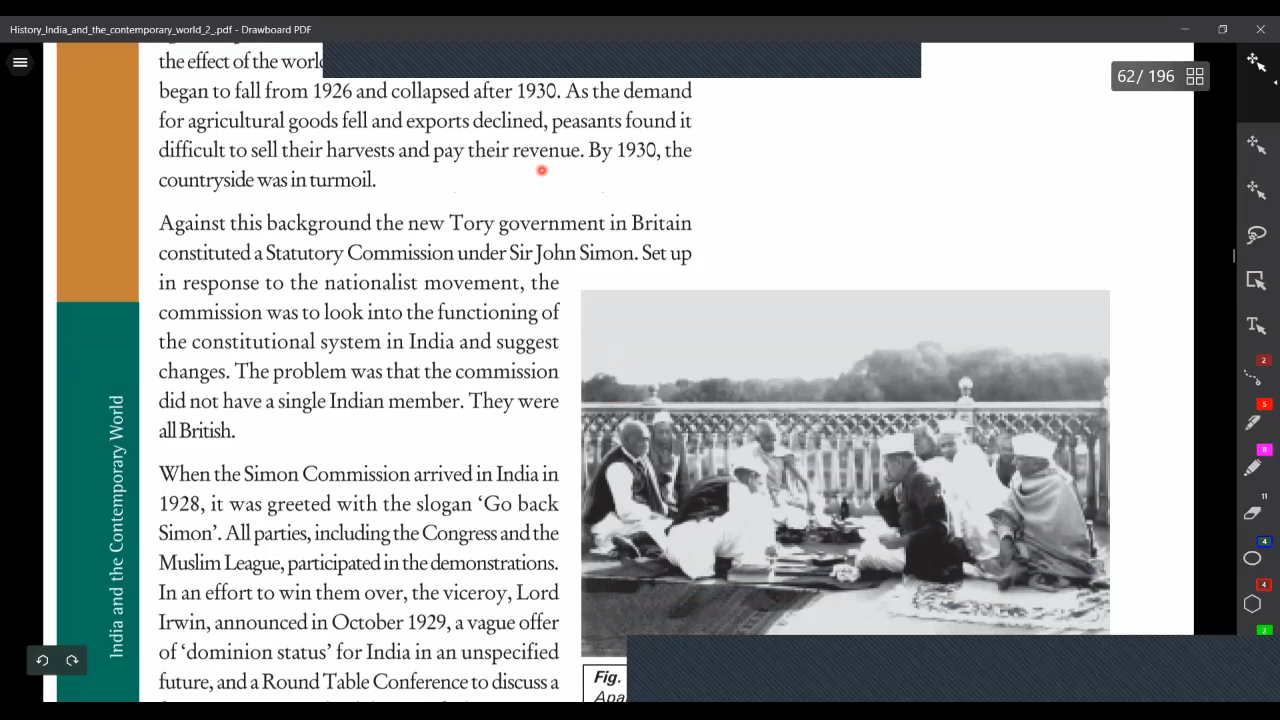 History_India_and_the_contemporary_world_2_.pdf - Drawboard PDF
62/ 196
the effect of the
began to fall from 1926 and collapsed after 1930. As the demand
for agricultural goods fell and exports declined, peasants found it
difficult to sell their harvests and pay their revenue. By 1930, the
countryside was in turmoil.
Against this background the new Tory government in Britain
constituted a Statutory Commission under Sir John Simon. Set up
in response to the nationalist movement, the
commission was to look into the functioning of
the constitutional system in India and suggest
changes. The problem was that the commission
did not have a single Indian member. They were
all British.
When the Simon Commission arrived in India in
1928, it was greeted with the slogan ‘Go back
Simon’. All parties, including the Congress and the
Muslim League, participated in the demonstrations.
In an effort to win them over, the viceroy, Lord
Irwin, announced in October 1929, a vague offer
of ‘dominion status’ for India in an unspecified
future, and a Round Table Conference to discuss a
India and the Contemporary World
Fig.
2
5
8
11
4
4
2